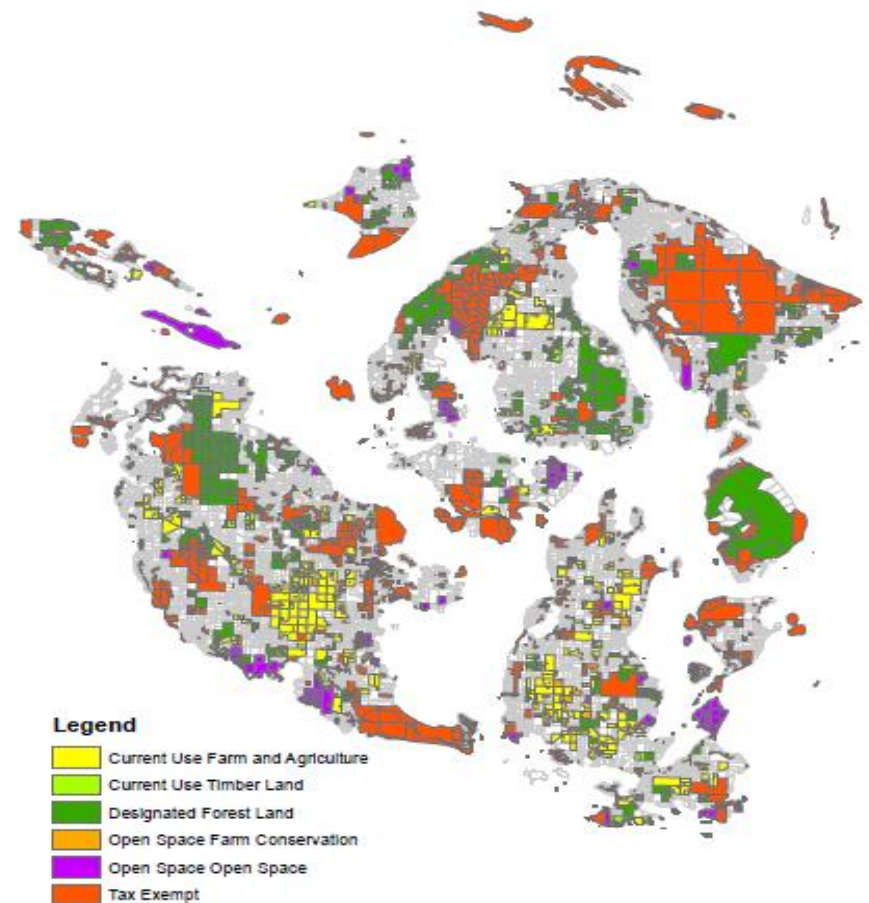 Legend
Current Use Farm and Agriculture
Current Use Timber Land
Designated Forest Land
Open Space Farm Conservation
Open Space Open Space
Tax Exempt